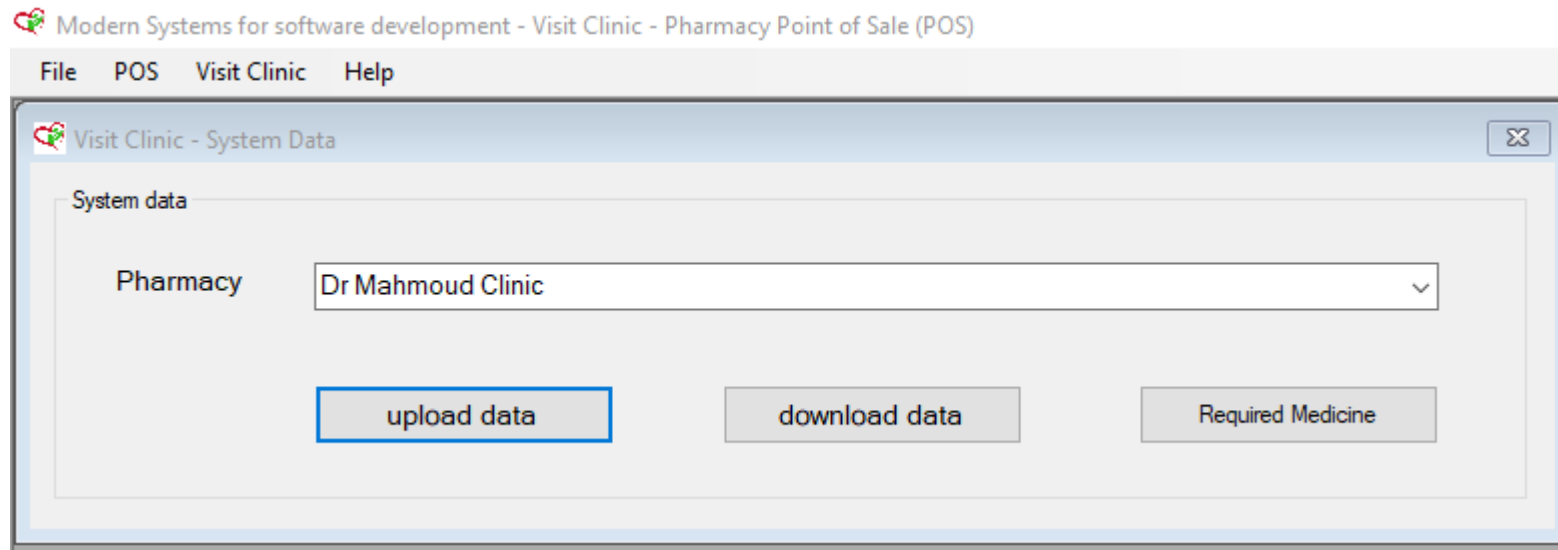 Modern Systems for software development - Visit Clinic - Pharmacy Point of Sale (POS)
File POS Visit Clinic Help
Visit Clinic - System Data
System data
Pharmacy Dr Mahmoud Clinic
upload data download data Required Medicine